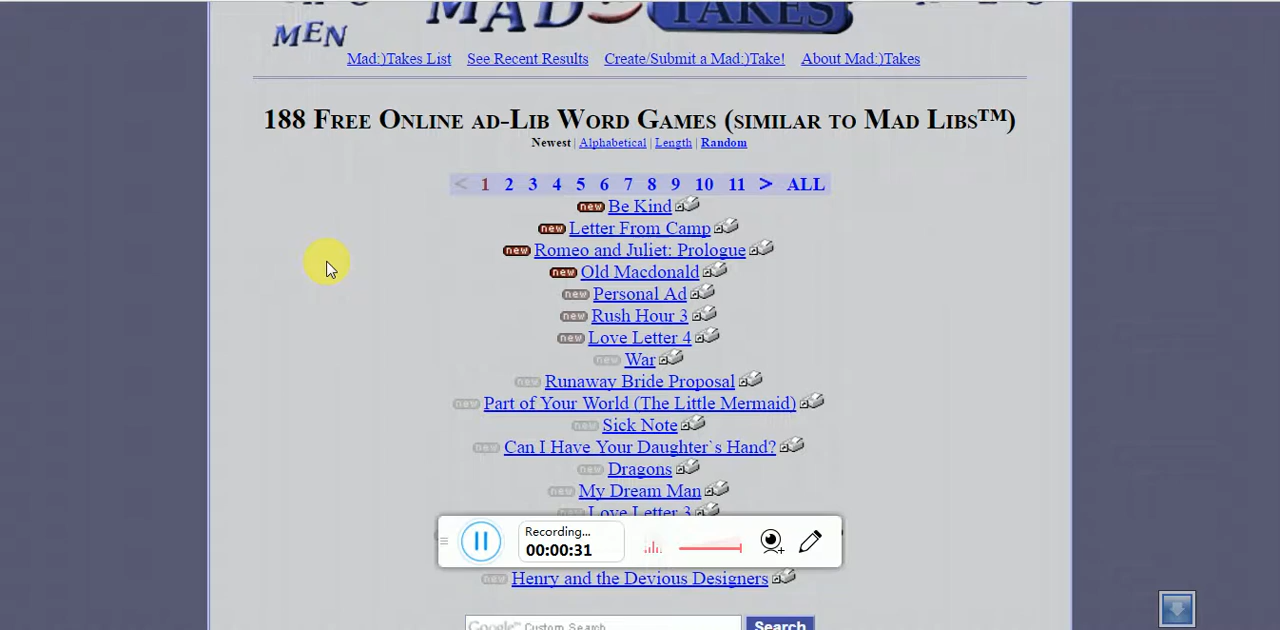 MAD TAKES
MEN
Mad:)Takes List See Recent Results Create/Submit a Mad:)Take! About Mad:)Takes
188 Free Online ad-Lib Word Games (similar to Mad Libs™)
Newest | Alphabetical | Length | Random
< 1 2 3 4 5 6 7 8 9 10 11 > ALL
new Be Kind
new Letter From Camp
new Romeo and Juliet: Prologue
new Old Macdonald
new Personal Ad
new Rush Hour 3
new Love Letter 4
new War
new Runaway Bride Proposal
new Part of Your World (The Little Mermaid)
new Sick Note
new Can I Have Your Daughter`s Hand?
new Dragons
new My Dream Man
new Love Letter 3
Recording...
00:00:31
new Henry and the Devious Designers
Google™ Custom Search Search